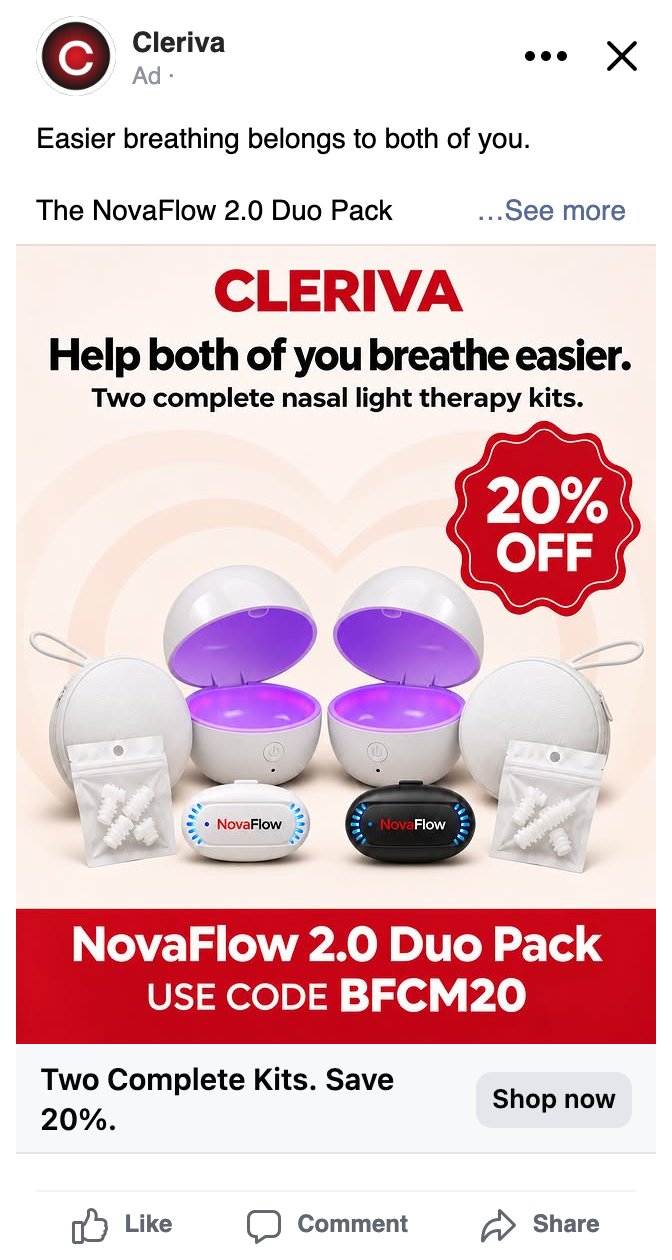 C
Cleriva
Ad ·
Easier breathing belongs to both of you.
The NovaFlow 2.0 Duo Pack
...See more
CLERIVA
Help both of you breathe easier.
Two complete nasal light therapy kits.
20%
OFF
NovaFlow
NovaFlow
NovaFlow 2.0 Duo Pack
USE CODE BFCM20
Two Complete Kits. Save
20%.
Shop now
Like
Comment
Share